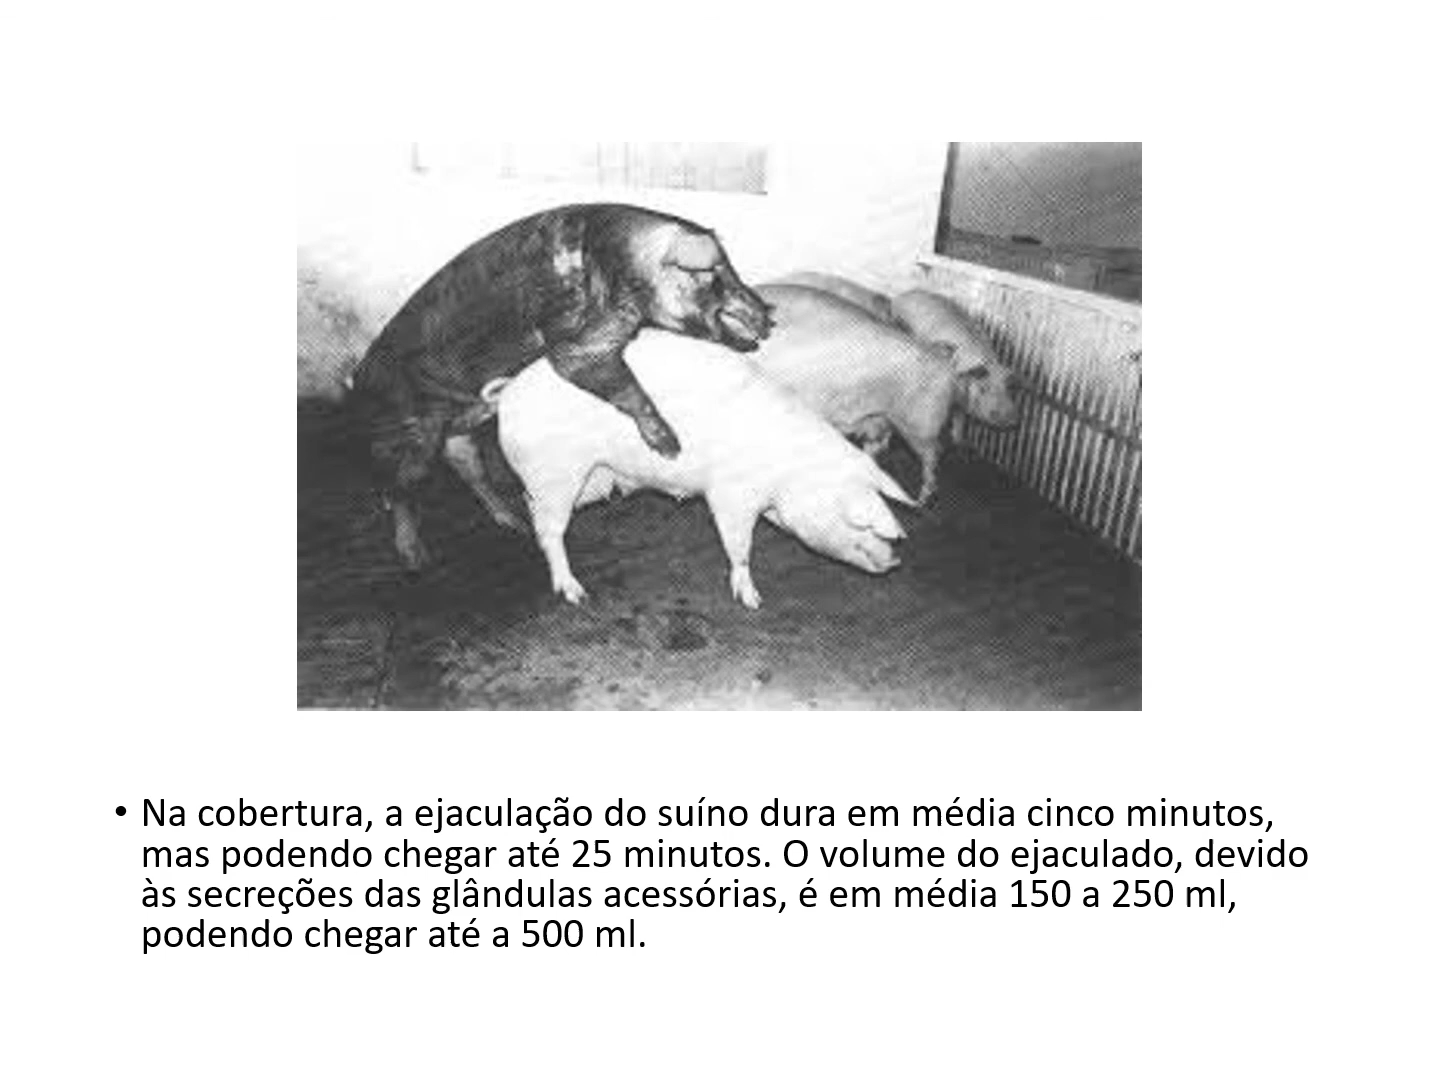 • Na cobertura, a ejaculação do suíno dura em média cinco minutos,
mas podendo chegar até 25 minutos. O volume do ejaculado, devido
às secreções das glândulas acessórias, é em média 150 a 250 ml,
podendo chegar até a 500 ml.